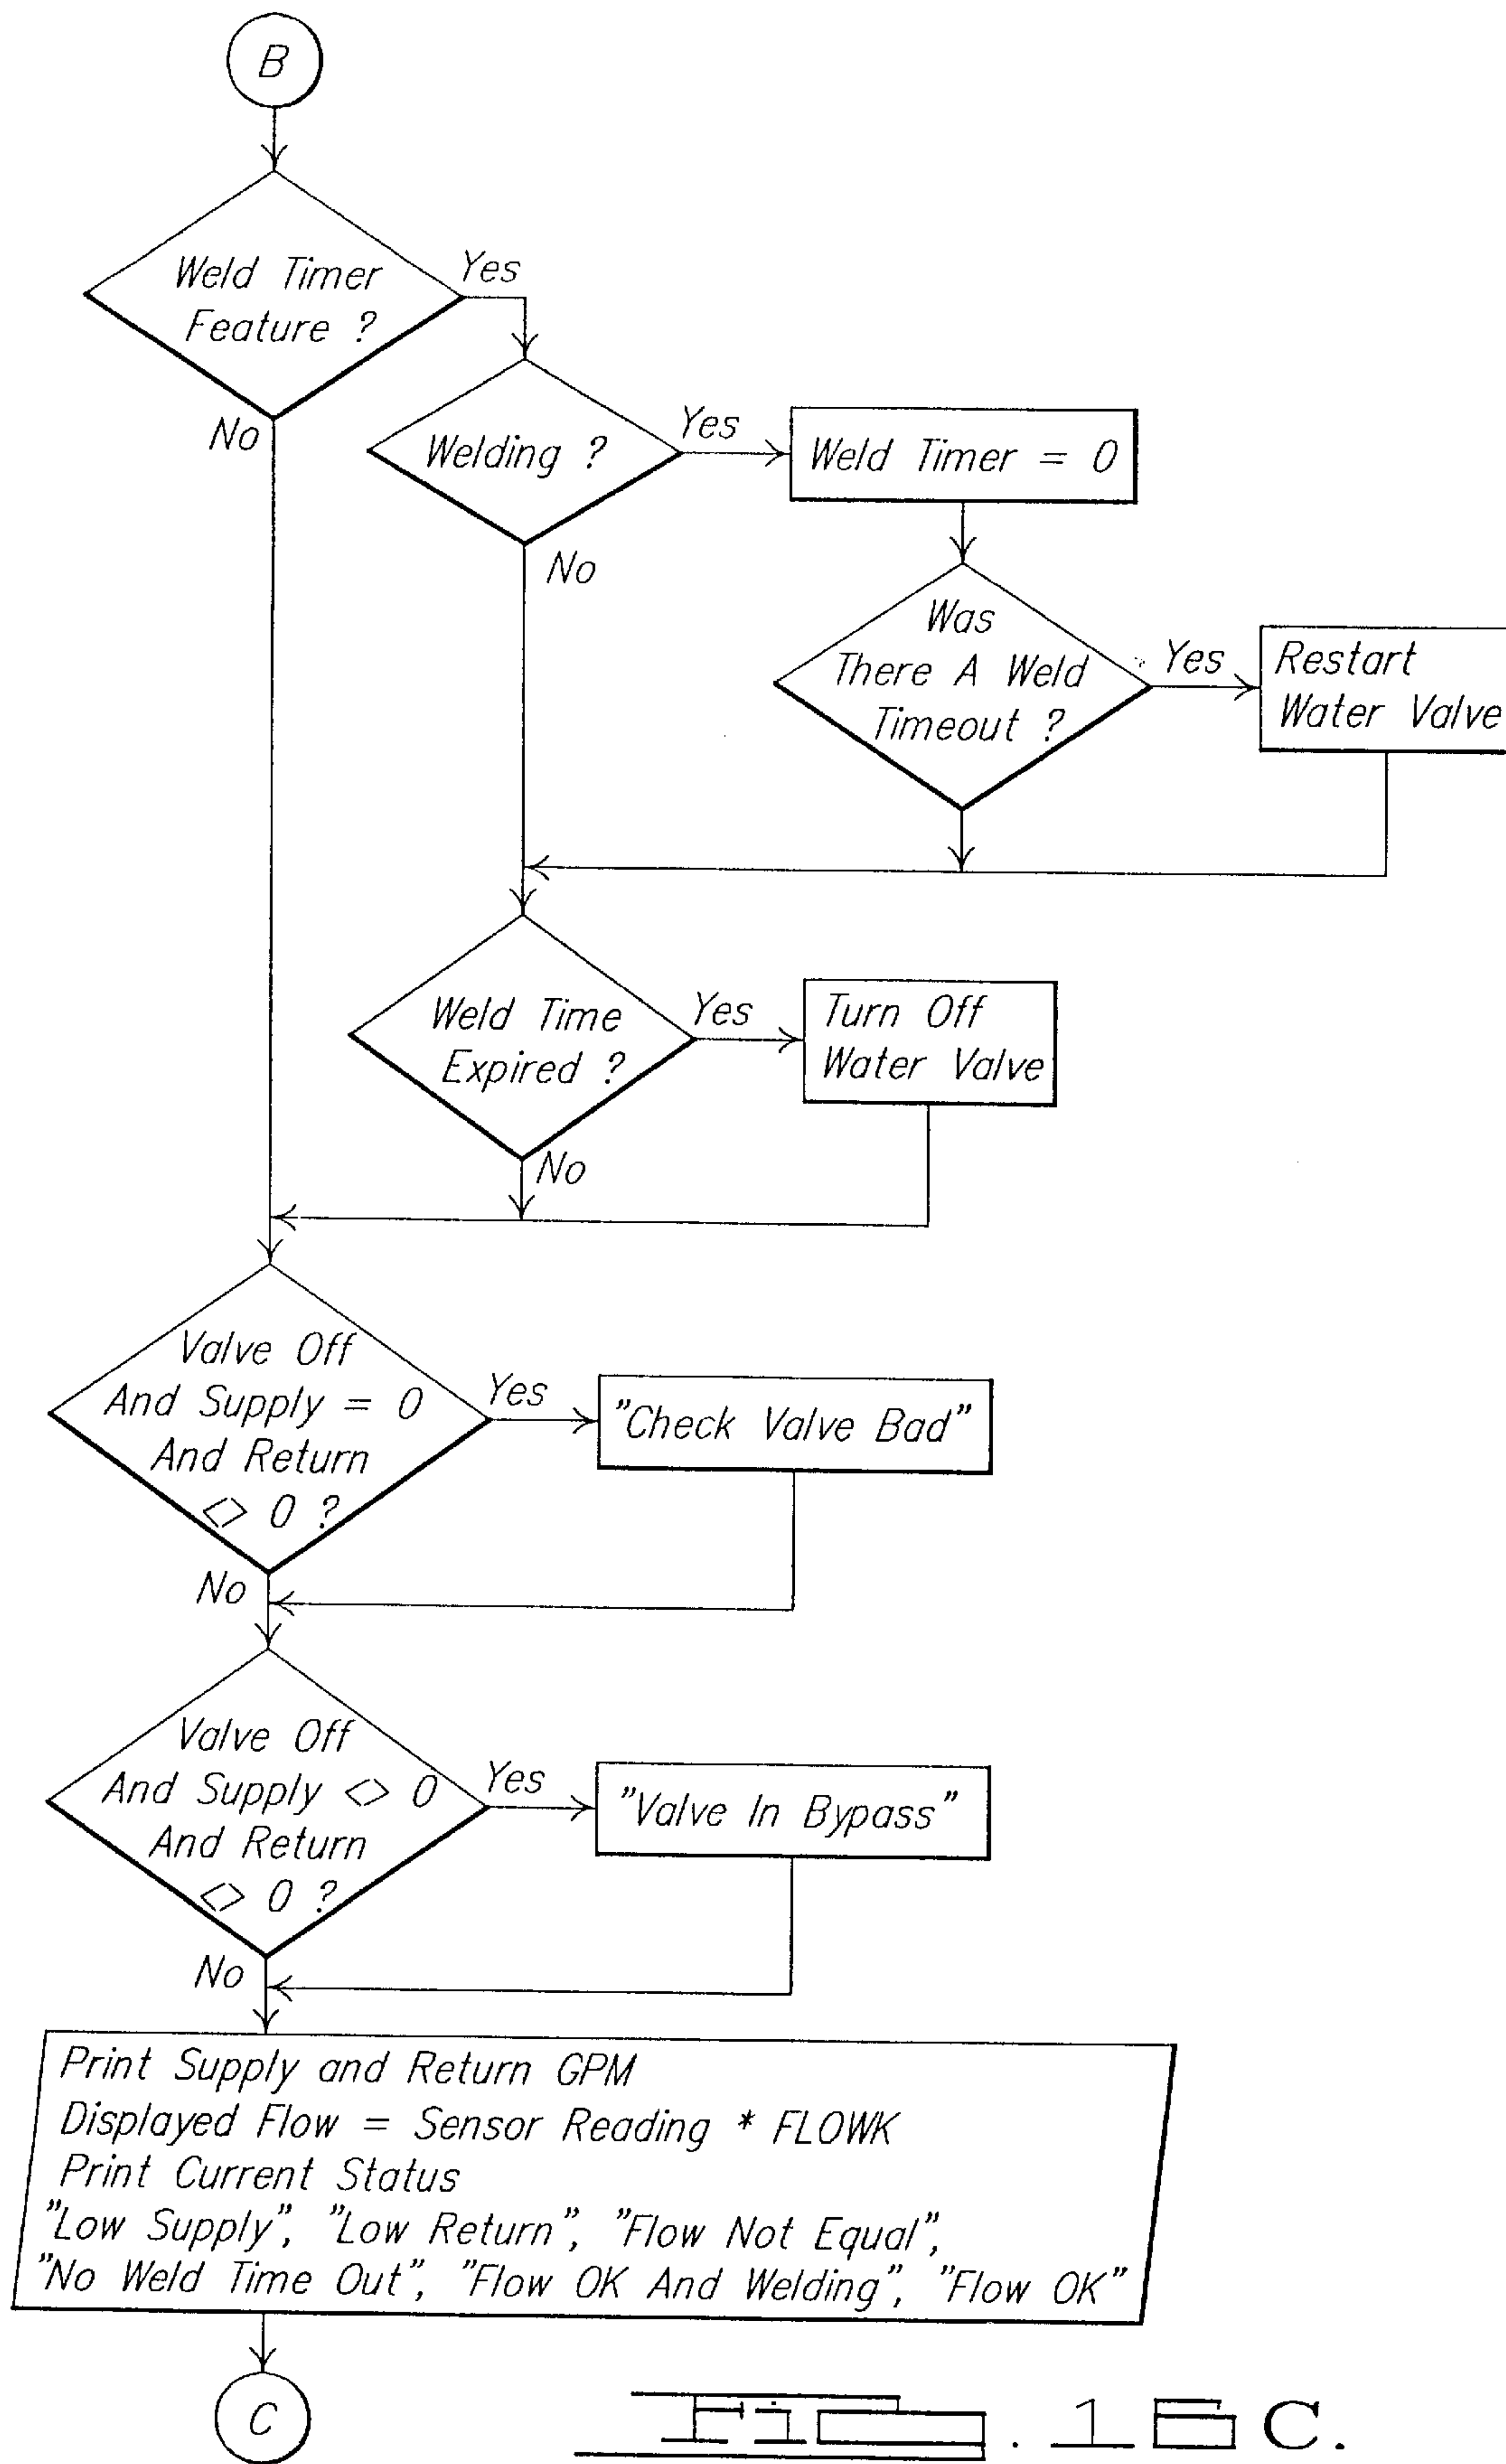 B
Weld Timer
Feature ?
Yes
No
Welding ?
Yes
No
Weld Timer = 0
Was
There A Weld
Timeout ?
Yes
Restart
Water Valve
Weld Time
Expired ?
Yes
No
Turn Off
Water Valve
Valve Off
And Supply = 0
And Return
<> 0 ?
Yes
No
"Check Valve Bad"
Valve Off
And Supply <> 0
And Return
<> 0 ?
Yes
No
"Valve In Bypass"
Print Supply and Return GPM
Displayed Flow = Sensor Reading * FLOWK
Print Current Status
"Low Supply", "Low Return", "Flow Not Equal",
"No Weld Time Out", "Flow OK And Welding", "Flow OK"
C